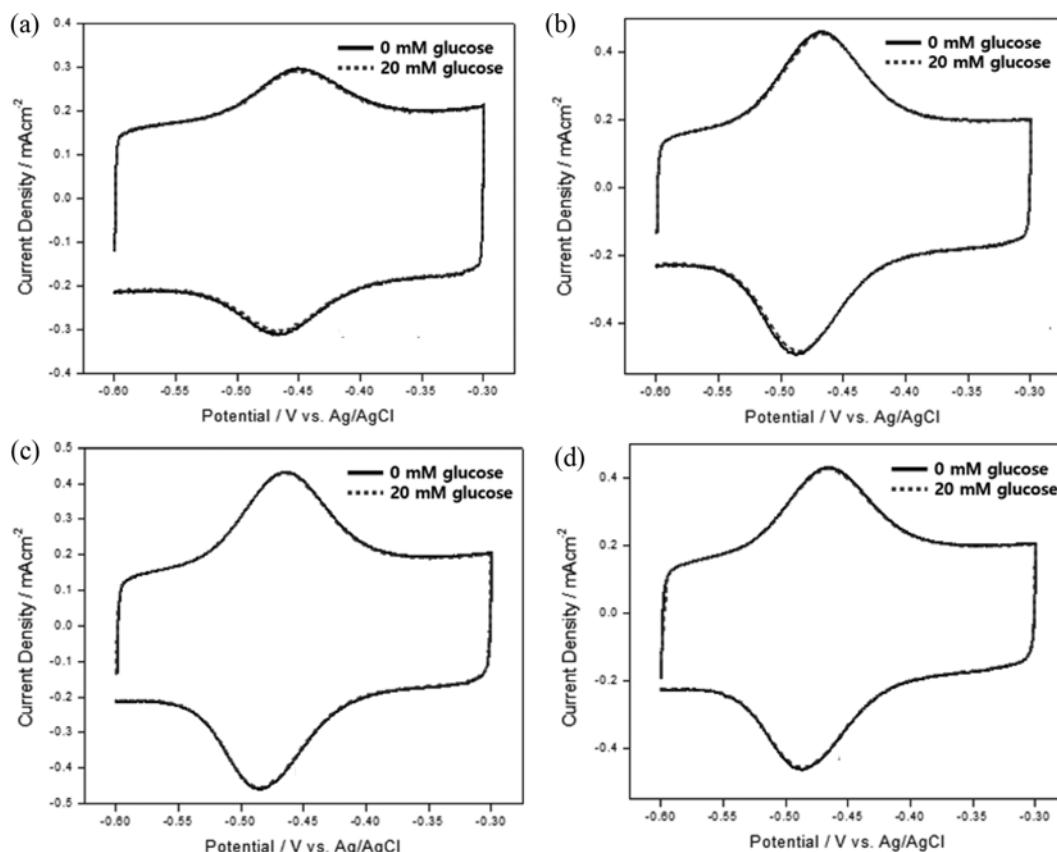 (a)
0 mM glucose
20 mM glucose
0.4
0.3
0.2
0.1
0.0
-0.1
-0.2
-0.3
-0.4
Current Density / mAcm-2
-0.60 -0.55 -0.50 -0.45 -0.40 -0.35 -0.30
Potential / V vs. Ag/AgCl
(b)
0 mM glucose
20 mM glucose
0.4
0.2
0.0
-0.2
-0.4
Current Density / mAcm-2
-0.60 -0.55 -0.50 -0.45 -0.40 -0.35 -0.30
Potential / V vs. Ag/AgCl
(c)
0 mM glucose
20 mM glucose
0.5
0.4
0.3
0.2
0.1
0.0
-0.1
-0.2
-0.3
-0.4
-0.5
Current Density / mAcm-2
-0.60 -0.55 -0.50 -0.45 -0.40 -0.35 -0.30
Potential / V vs. Ag/AgCl
(d)
0 mM glucose
20 mM glucose
0.4
0.2
0.0
-0.2
-0.4
Current Density / mAcm-2
-0.60 -0.55 -0.50 -0.45 -0.40 -0.35 -0.30
Potential / V vs. Ag/AgCl